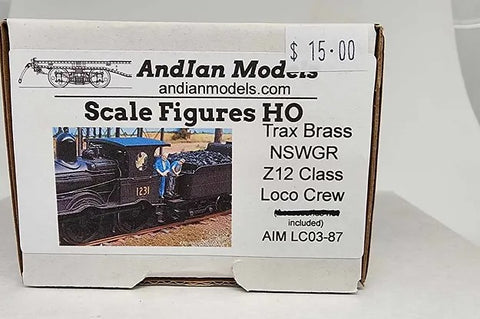 $ 15.00
AndIan Models
andianmodels.com
Scale Figures HO
Trax Brass
NSWGR
Z12 Class
Loco Crew
included)
AIM LC03-87
1231